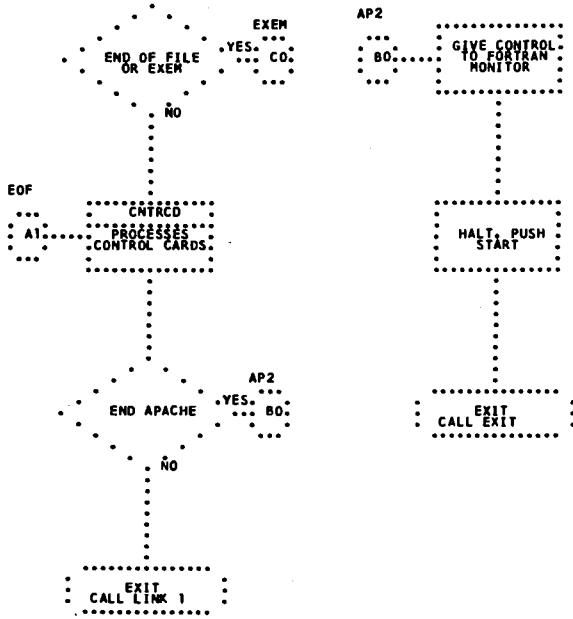 EXEM
END OF FILE
OR EXEM
YES
CO
NO
EOF
A1
CNTRCD
PROCESSES
CONTROL CARDS
END APACHE
YES
AP2
BO
NO
EXIT
CALL LINK 1
AP2
BO
GIVE CONTROL
TO FORTRAN
MONITOR
HALT, PUSH
START
EXIT
CALL EXIT